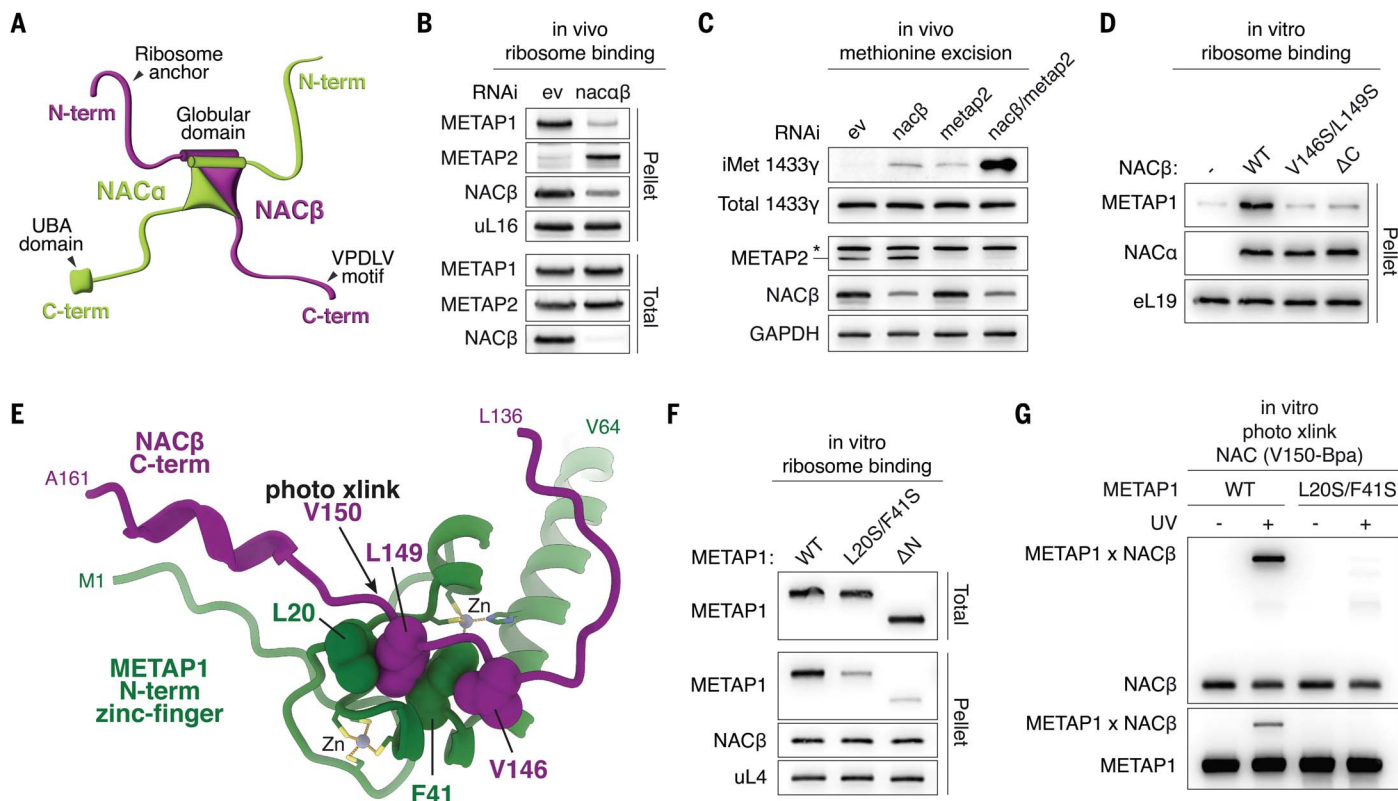 A
Ribosome
anchor
N-term
N-term
Globular
domain
NACα
NACβ
UBA
domain
VPDLV
motif
C-term
C-term
B
in vivo
ribosome binding
RNAi ev nacαβ
METAP1
METAP2
NACβ
uL16
Pellet
METAP1
METAP2
NACβ
Total
C
in vivo
methionine excision
RNAi ev nacβ metap2 nacβ/metap2
iMet 1433γ
Total 1433γ
*
METAP2
NACβ
GAPDH
D
in vitro
ribosome binding
NACβ: - WT V146S/L149S ΔC
METAP1
NACα
eL19
Pellet
E
NACβ
C-term
A161
L136
V64
photo xlink
V150
L149
M1
L20
Zn
METAP1
N-term
zinc-finger
Zn
V146
F41
F
in vitro
ribosome binding
METAP1: WT L20S/F41S ΔN
METAP1
Total
METAP1
NACβ
uL4
Pellet
G
in vitro
photo xlink
NAC (V150-Bpa)
METAP1 WT L20S/F41S
UV - + - +
METAP1 x NACβ
NACβ
METAP1 x NACβ
METAP1